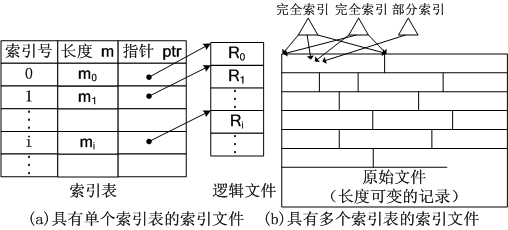 完全索引 完全索引 部分索引
索引号 长度 m 指针 ptr
0 m₀
1 m₁
⋮ ⋮
i mᵢ
⋮
R₀
R₁
⋮
Rᵢ
⋮
索引表
逻辑文件
原始文件
(长度可变的记录)
(a)具有单个索引表的索引文件
(b)具有多个索引表的索引文件